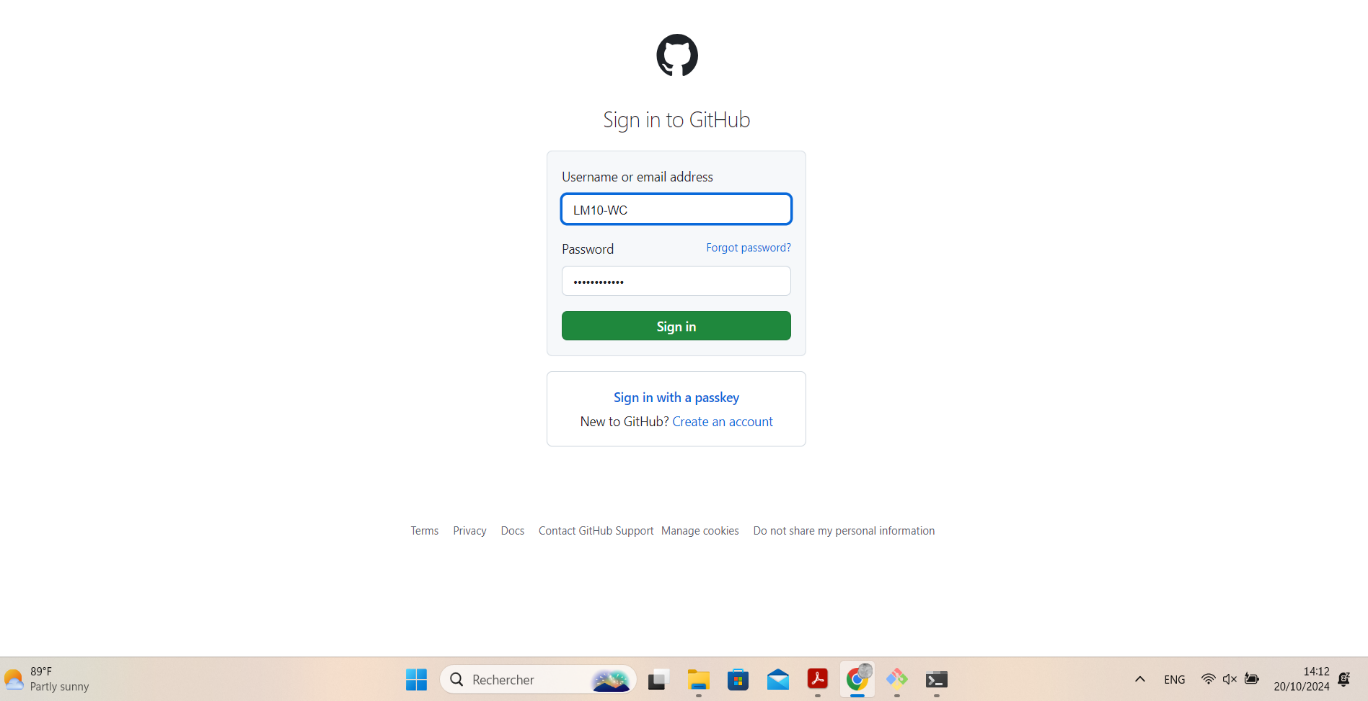 Sign in to GitHub
Username or email address
LM10-WC
Password Forgot password?
••••••••••••
Sign in
Sign in with a passkey
New to GitHub? Create an account
Terms Privacy Docs Contact GitHub Support Manage cookies Do not share my personal information
89°F
Partly sunny
Rechercher
ENG
14:12
20/10/2024